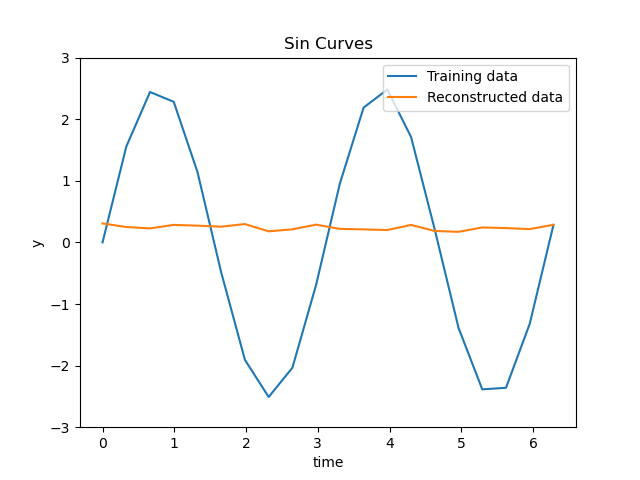 Sin Curves
Training data
Reconstructed data
3
2
1
0
−1
−2
−3
y
0 1 2 3 4 5 6
time